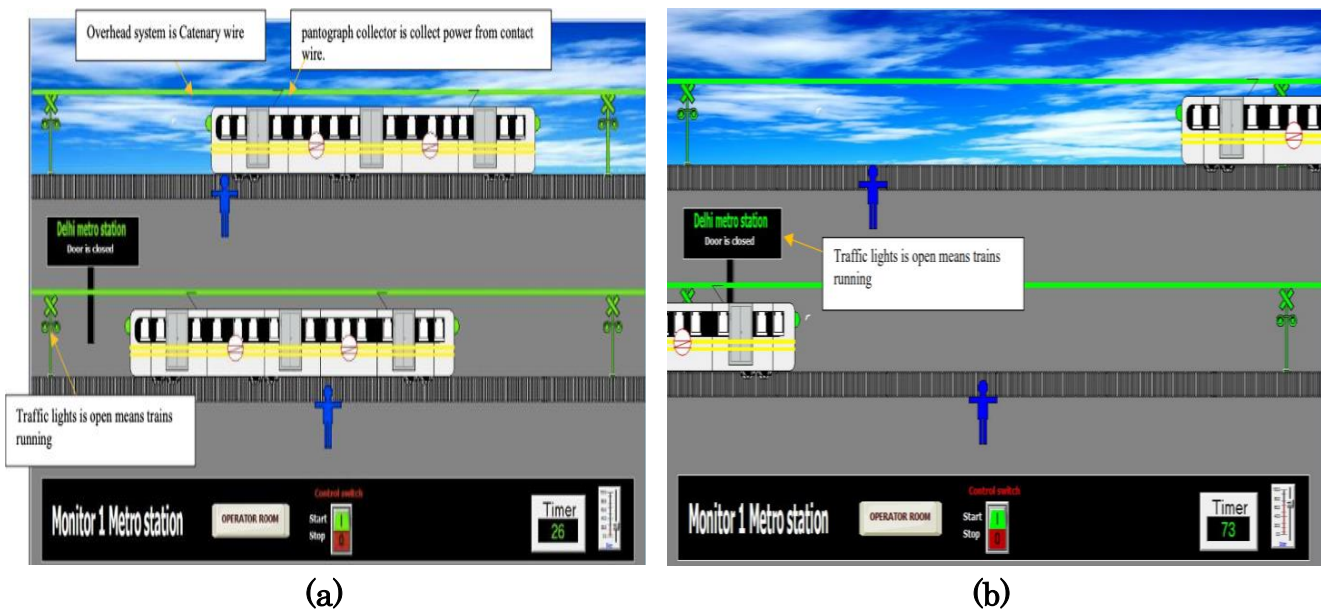 Overhead system is Catenary wire
pantograph collector is collect power from contact
wire.
Delhi metro station
Door is closed
Traffic lights is open means trains
running
Monitor 1 Metro station
OPERATOR ROOM
Control switch
Start
Stop
I
0
Timer
26
(a)
Delhi metro station
Door is closed
Traffic lights is open means trains
running
Monitor 1 Metro station
OPERATOR ROOM
Control switch
Start
Stop
I
0
Timer
73
(b)